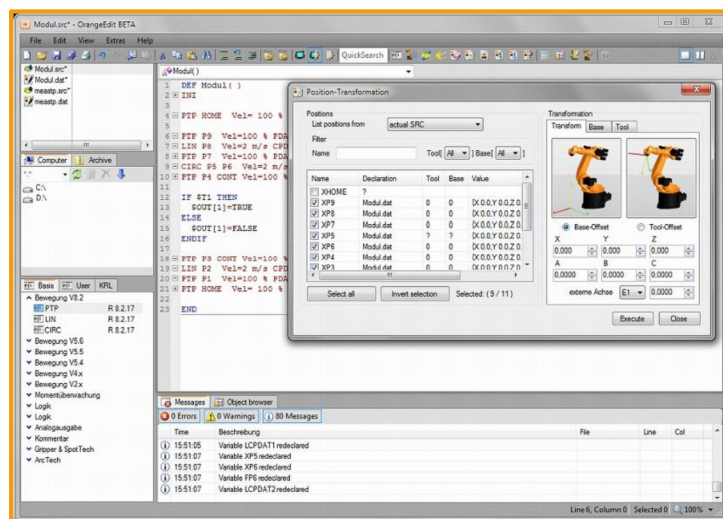 Modul.src* - OrangeEdit BETA
File Edit View Extras Help
QuickSearch
Modul.src*
Modul.dat*
measstp.src*
measstp.dat
Computer Archive
C:\
D:\
Basis User KRL
Bewegung V8.2
PTP R 8.2.17
LIN R 8.2.17
CIRC R 8.2.17
Bewegung V5.6
Bewegung V5.5
Bewegung V5.4
Bewegung V4.x
Bewegung V2.x
Momentüberwachung
Logik
Logik
Analogausgabe
Kommentar
Gripper & SpotTech
ArcTech
Modul( )
1 DEF Modul( )
2 INI
3
4 PTP HOME Vel= 100 %
5
6 PTP P9 Vel=100 % PDA
7 LIN P8 Vel=2 m/s CPD
8 PTP P7 Vel=100 % PDA
9 CIRC P5 P6 Vel=2 m/s
10 PTP P4 CONT Vel=100 %
11
12 IF $T1 THEN
13 $OUT[1]=TRUE
14 ELSE
15 $OUT[1]=FALSE
16 ENDIF
17
18 PTP P3 CONT Vel=100 %
19 LIN P2 Vel=2 m/s CPD
20 PTP P1 Vel=100 % PDA
21 PTP HOME Vel= 100 %
22
23 END
Position-Transformation
Positions
List positions from actual SRC
Filter
Name Tool[ All ] Base[ All ]
Name Declaration Tool Base Value
XHOME ?
XP9 Modul.dat 0 0 {X 0.0,Y 0.0,Z 0.
XP8 Modul.dat 0 0 {X 0.0,Y 0.0,Z 0.
XP7 Modul.dat 0 0 {X 0.0,Y 0.0,Z 0.
XP5 Modul.dat ? ? {X 0.0,Y 0.0,Z 0.
XP6 Modul.dat 0 0 {X 0.0,Y 0.0,Z 0.
XP4 Modul.dat 0 0 {X 0.0,Y 0.0,Z 0.
XP3 Modul.dat 0 0 {X 0.0,Y 0.0,Z 0.
Select all Invert selection Selected: ( 9 / 11 )
Transformation
Transform Base Tool
Base-Offset Tool-Offset
X Y Z
0,000 0,000 0,000
A B C
0,0000 0,0000 0,0000
externe Achse E1 0,0000
Execute Close
Messages Object browser
0 Errors 0 Warnings 80 Messages
Time Beschreibung File Line Col
15:51:05 Variable LCPDAT1 redeclared
15:51:07 Variable XP5 redeclared
15:51:07 Variable XP6 redeclared
15:51:07 Variable FP6 redeclared
15:51:07 Variable LCPDAT2 redeclared
Line 6, Column 0 Selected 0 100%